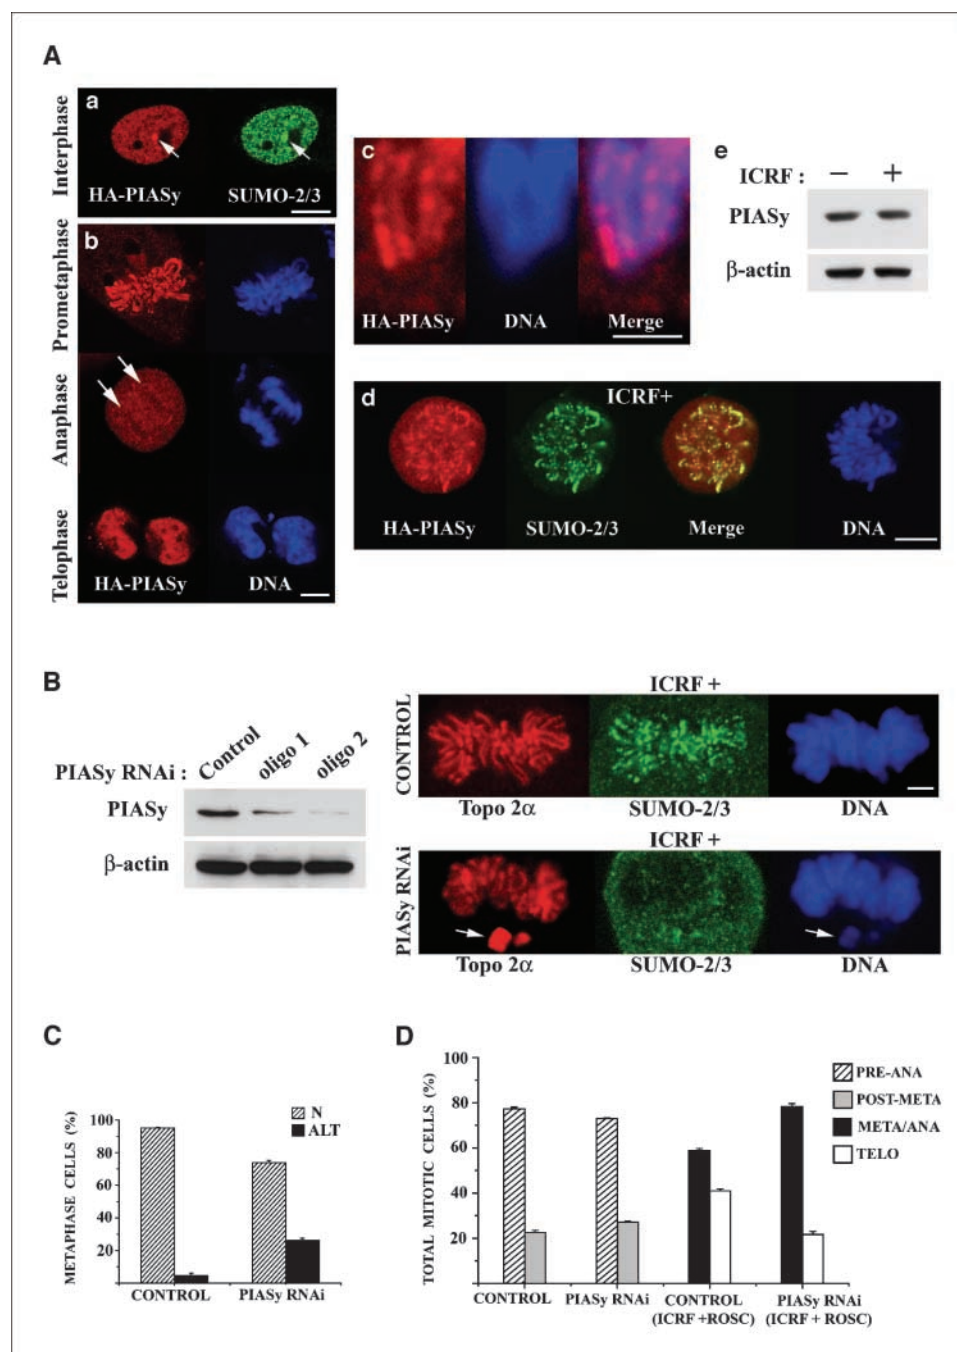 A
Interphase
a
HA-PIASy
SUMO-2/3
Prometaphase
b
Anaphase
Telophase
HA-PIASy
DNA
c
HA-PIASy
DNA
Merge
d
ICRF+
HA-PIASy
SUMO-2/3
Merge
DNA
e
ICRF : − +
PIASy
β-actin
B
PIASy RNAi : Control oligo 1 oligo 2
PIASy
β-actin
ICRF +
CONTROL
Topo 2α
SUMO-2/3
DNA
ICRF +
PIASy RNAi
Topo 2α
SUMO-2/3
DNA
C
METAPHASE CELLS (%)
100
80
60
40
20
N
ALT
CONTROL
PIASy RNAi
D
TOTAL MITOTIC CELLS (%)
100
80
60
40
20
PRE-ANA
POST-META
META/ANA
TELO
CONTROL
PIASy RNAi
CONTROL
(ICRF +ROSC)
PIASy RNAi
(ICRF + ROSC)